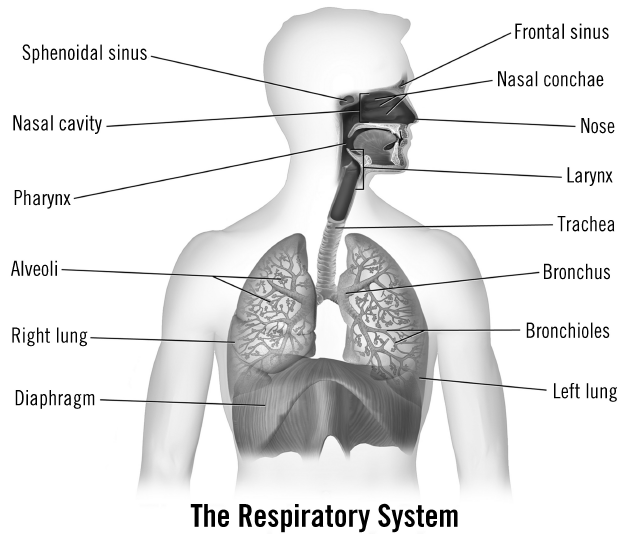 Frontal sinus
Sphenoidal sinus
Nasal conchae
Nasal cavity
Nose
Larynx
Pharynx
Trachea
Alveoli
Bronchus
Right lung
Bronchioles
Diaphragm
Left lung
The Respiratory System